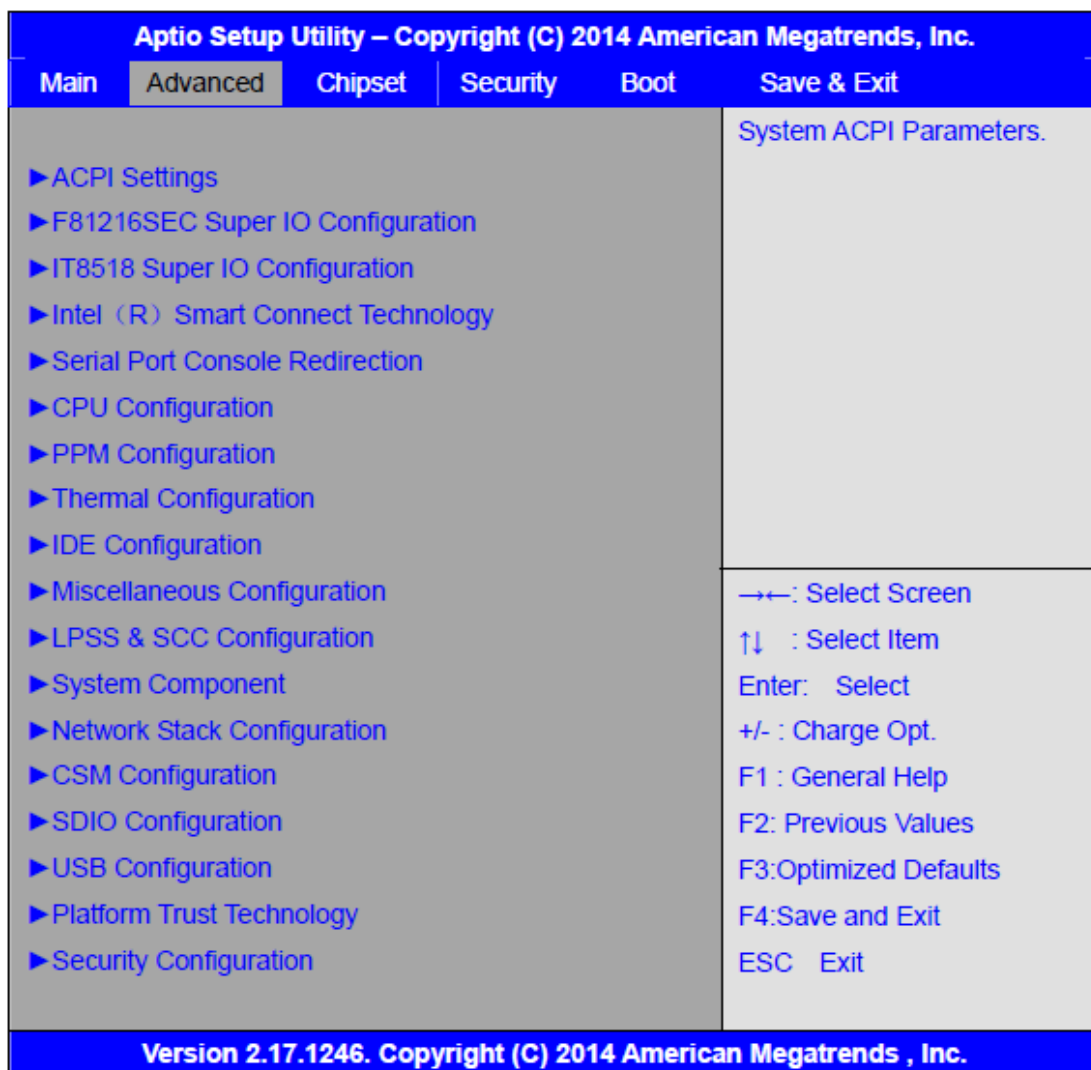 Aptio Setup Utility – Copyright (C) 2014 American Megatrends, Inc.
Main Advanced Chipset Security Boot Save & Exit
►ACPI Settings
►F81216SEC Super IO Configuration
►IT8518 Super IO Configuration
►Intel（R）Smart Connect Technology
►Serial Port Console Redirection
►CPU Configuration
►PPM Configuration
►Thermal Configuration
►IDE Configuration
►Miscellaneous Configuration
►LPSS & SCC Configuration
►System Component
►Network Stack Configuration
►CSM Configuration
►SDIO Configuration
►USB Configuration
►Platform Trust Technology
►Security Configuration
System ACPI Parameters.
→←: Select Screen
↑↓ : Select Item
Enter: Select
+/- : Charge Opt.
F1 : General Help
F2: Previous Values
F3:Optimized Defaults
F4:Save and Exit
ESC Exit
Version 2.17.1246. Copyright (C) 2014 American Megatrends , Inc.